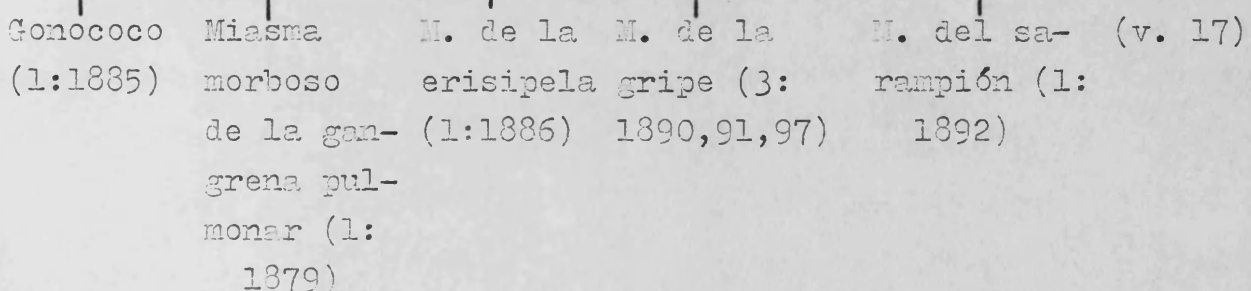 Gonococo
(1:1885)
Miasma
morboso
de la gan-
grena pul-
monar (1:
1879)
M. de la
erisipela
(1:1886)
M. de la
gripe (3:
1890,91,97)
M. del sa-
rampión (1:
1892)
(v. 17)